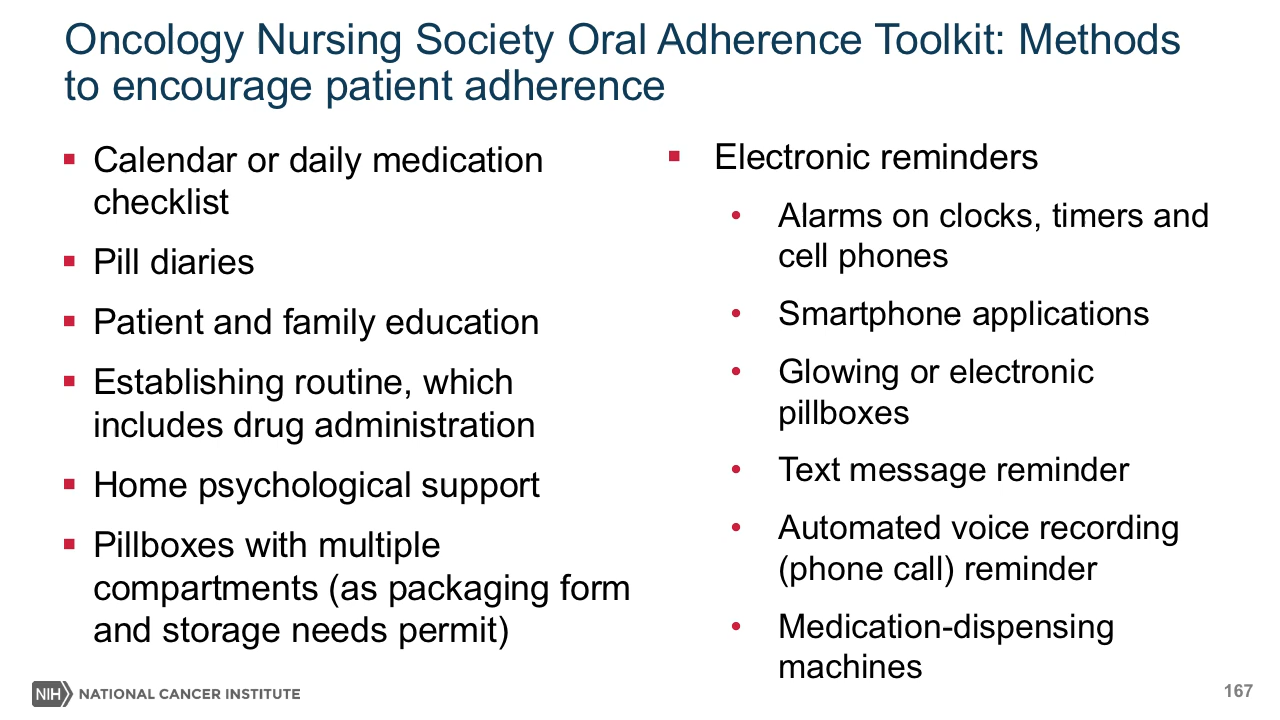 Oncology Nursing Society Oral Adherence Toolkit: Methods
to encourage patient adherence
▪ Calendar or daily medication
checklist
▪ Pill diaries
▪ Patient and family education
▪ Establishing routine, which
includes drug administration
▪ Home psychological support
▪ Pillboxes with multiple
compartments (as packaging form
and storage needs permit)
▪ Electronic reminders
• Alarms on clocks, timers and
cell phones
• Smartphone applications
• Glowing or electronic
pillboxes
• Text message reminder
• Automated voice recording
(phone call) reminder
• Medication-dispensing
machines
NIH NATIONAL CANCER INSTITUTE
167